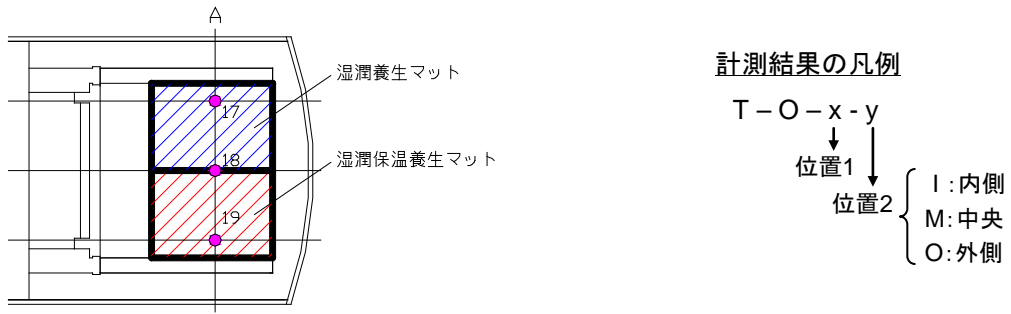 A
湿潤養生マット
17
18
湿潤保温養生マット
19
計測結果の凡例
T－O－x - y
位置1
位置2
I：内側
M：中央
O：外側